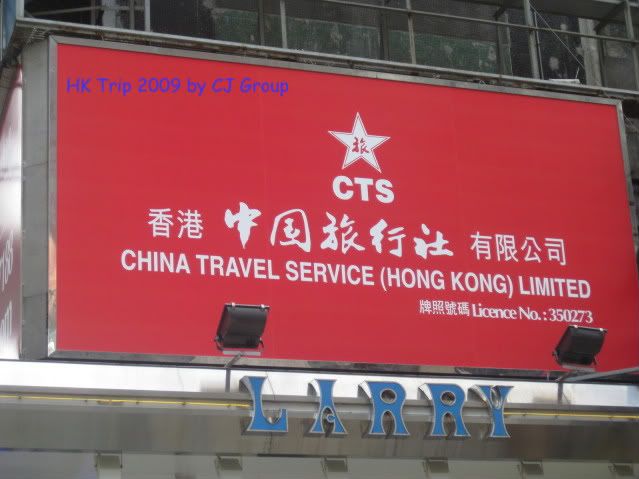 HK Trip 2009 by CJ Group
旅
CTS
香港 中国旅行社 有限公司
CHINA TRAVEL SERVICE (HONG KONG) LIMITED
牌照號碼 Licence No. : 350273
LARRY